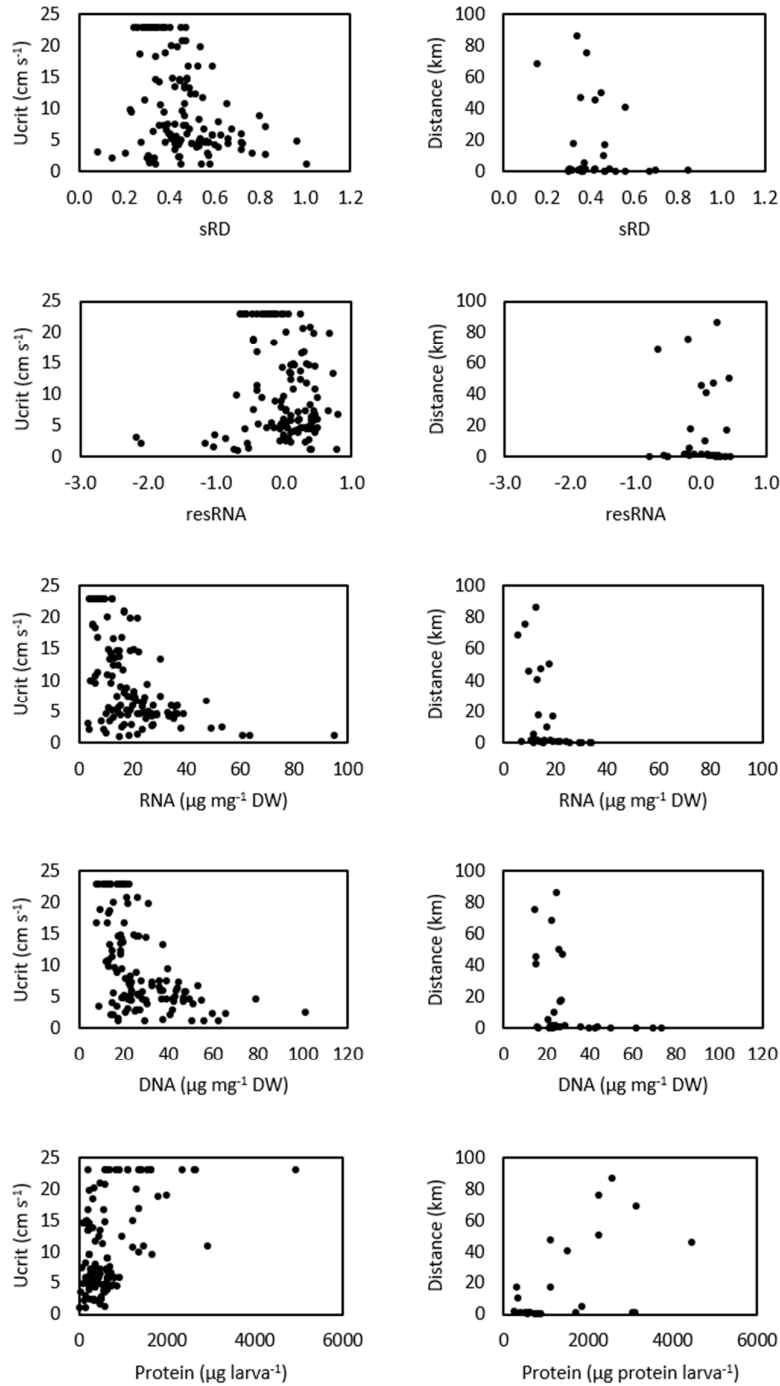 25
20
15
10
5
0
Ucrit (cm s⁻¹)
0.0 0.2 0.4 0.6 0.8 1.0 1.2
sRD
100
80
60
40
20
0
Distance (km)
0.0 0.2 0.4 0.6 0.8 1.0 1.2
sRD
25
20
15
10
5
0
Ucrit (cm s⁻¹)
-3.0 -2.0 -1.0 0.0 1.0
resRNA
100
80
60
40
20
0
Distance (km)
-3.0 -2.0 -1.0 0.0 1.0
resRNA
25
20
15
10
5
0
Ucrit (cm s⁻¹)
0 20 40 60 80 100
RNA (µg mg⁻¹ DW)
100
80
60
40
20
0
Distance (km)
0 20 40 60 80 100
RNA (µg mg⁻¹ DW)
25
20
15
10
5
0
Ucrit (cm s⁻¹)
0 20 40 60 80 100 120
DNA (µg mg⁻¹ DW)
100
80
60
40
20
0
Distance (km)
0 20 40 60 80 100 120
DNA (µg mg⁻¹ DW)
25
20
15
10
5
0
Ucrit (cm s⁻¹)
0 2000 4000 6000
Protein (µg larva⁻¹)
100
80
60
40
20
0
Distance (km)
0 2000 4000 6000
Protein (µg protein larva⁻¹)